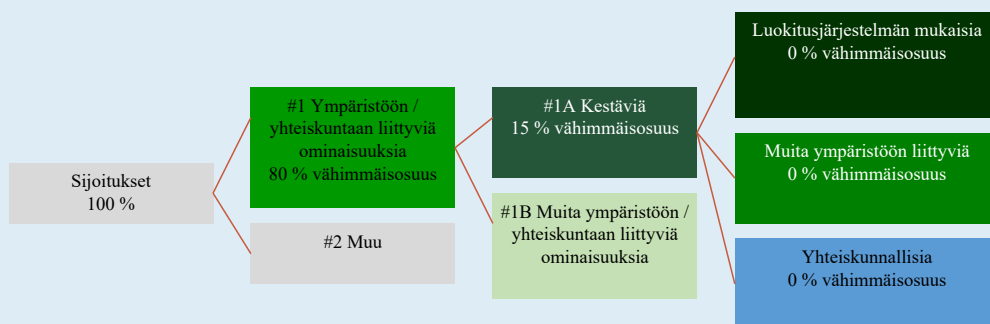 Sijoitukset
100 %
#1 Ympäristöön /
yhteiskuntaan liittyviä
ominaisuuksia
80 % vähimmäisosuus
#2 Muu
#1A Kestäviä
15 % vähimmäisosuus
#1B Muita ympäristöön /
yhteiskuntaan liittyviä
ominaisuuksia
Luokitusjärjestelmän mukaisia
0 % vähimmäisosuus
Muita ympäristöön liittyviä
0 % vähimmäisosuus
Yhteiskunnallisia
0 % vähimmäisosuus